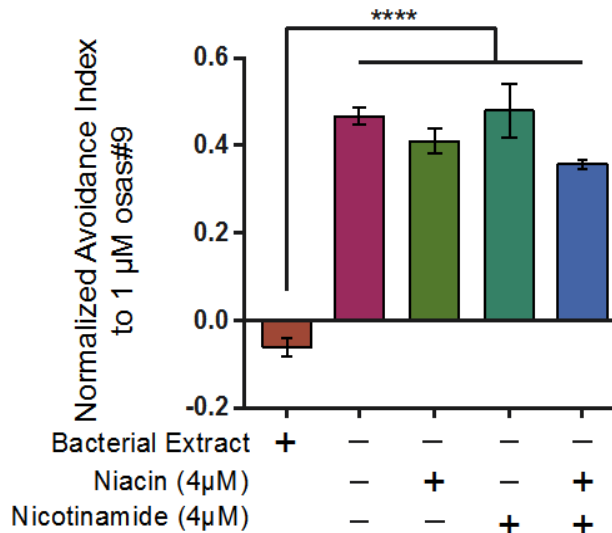 ****
Normalized Avoidance Index
to 1 µM osas#9
0.6
0.4
0.2
0.0
-0.2
Bacterial Extract + – – – –
Niacin (4µM) – + – +
Nicotinamide (4µM) – – + +